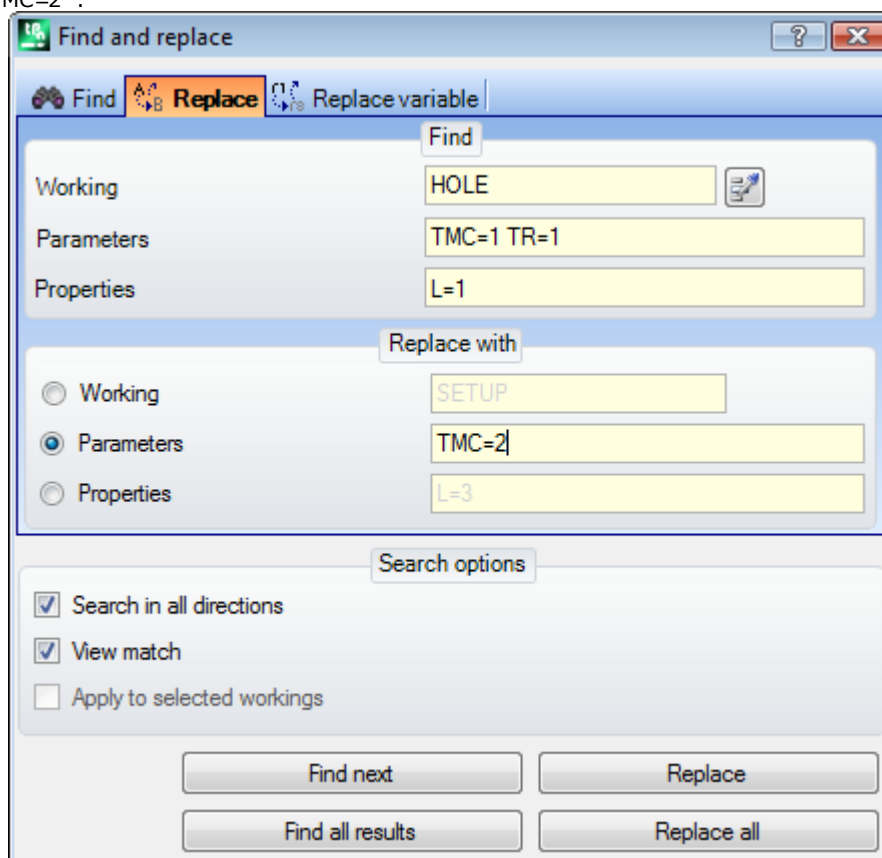 MC=2 .
Find and replace
Find Replace Replace variable
Find
Working HOLE
Parameters TMC=1 TR=1
Properties L=1
Replace with
Working SETUP
Parameters TMC=2
Properties L=3
Search options
Search in all directions
View match
Apply to selected workings
Find next Replace
Find all results Replace all